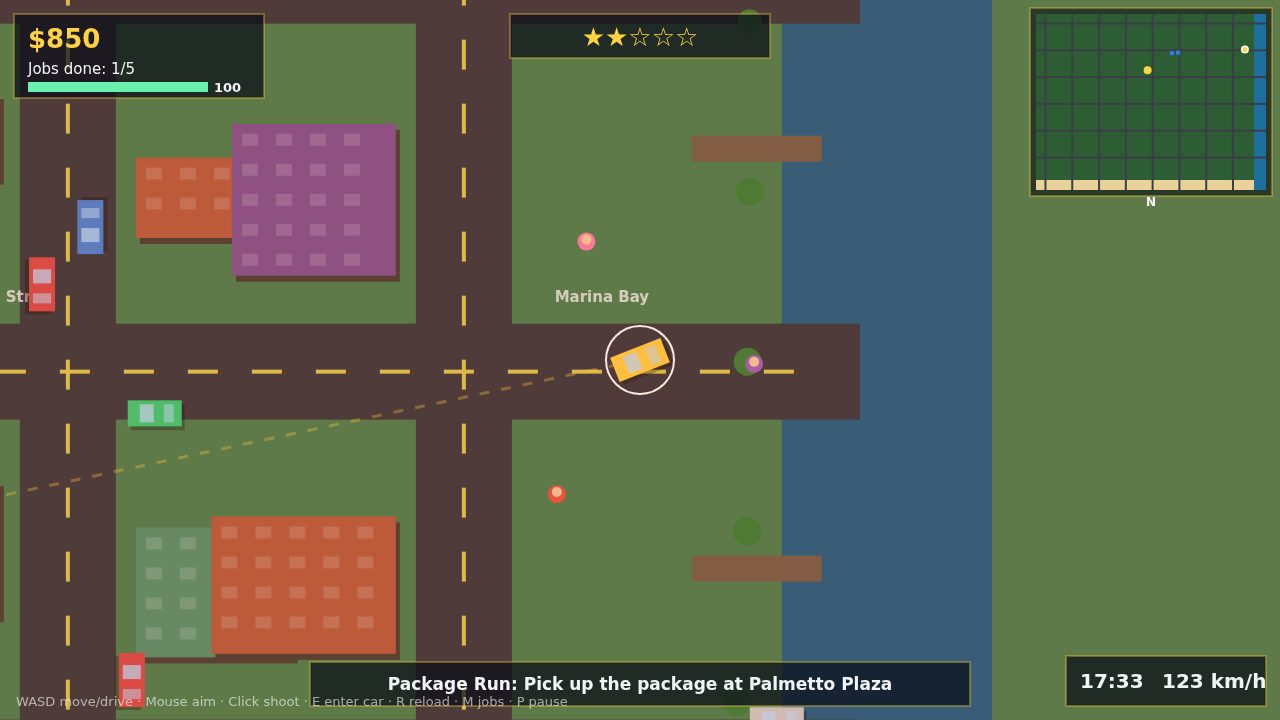 $850
Jobs done: 1/5
100
★★☆☆☆
N
Marina Bay
Package Run: Pick up the package at Palmetto Plaza
WASD move/drive · Mouse aim · Click shoot · E enter car · R reload · M jobs · P pause
17:33 123 km/h